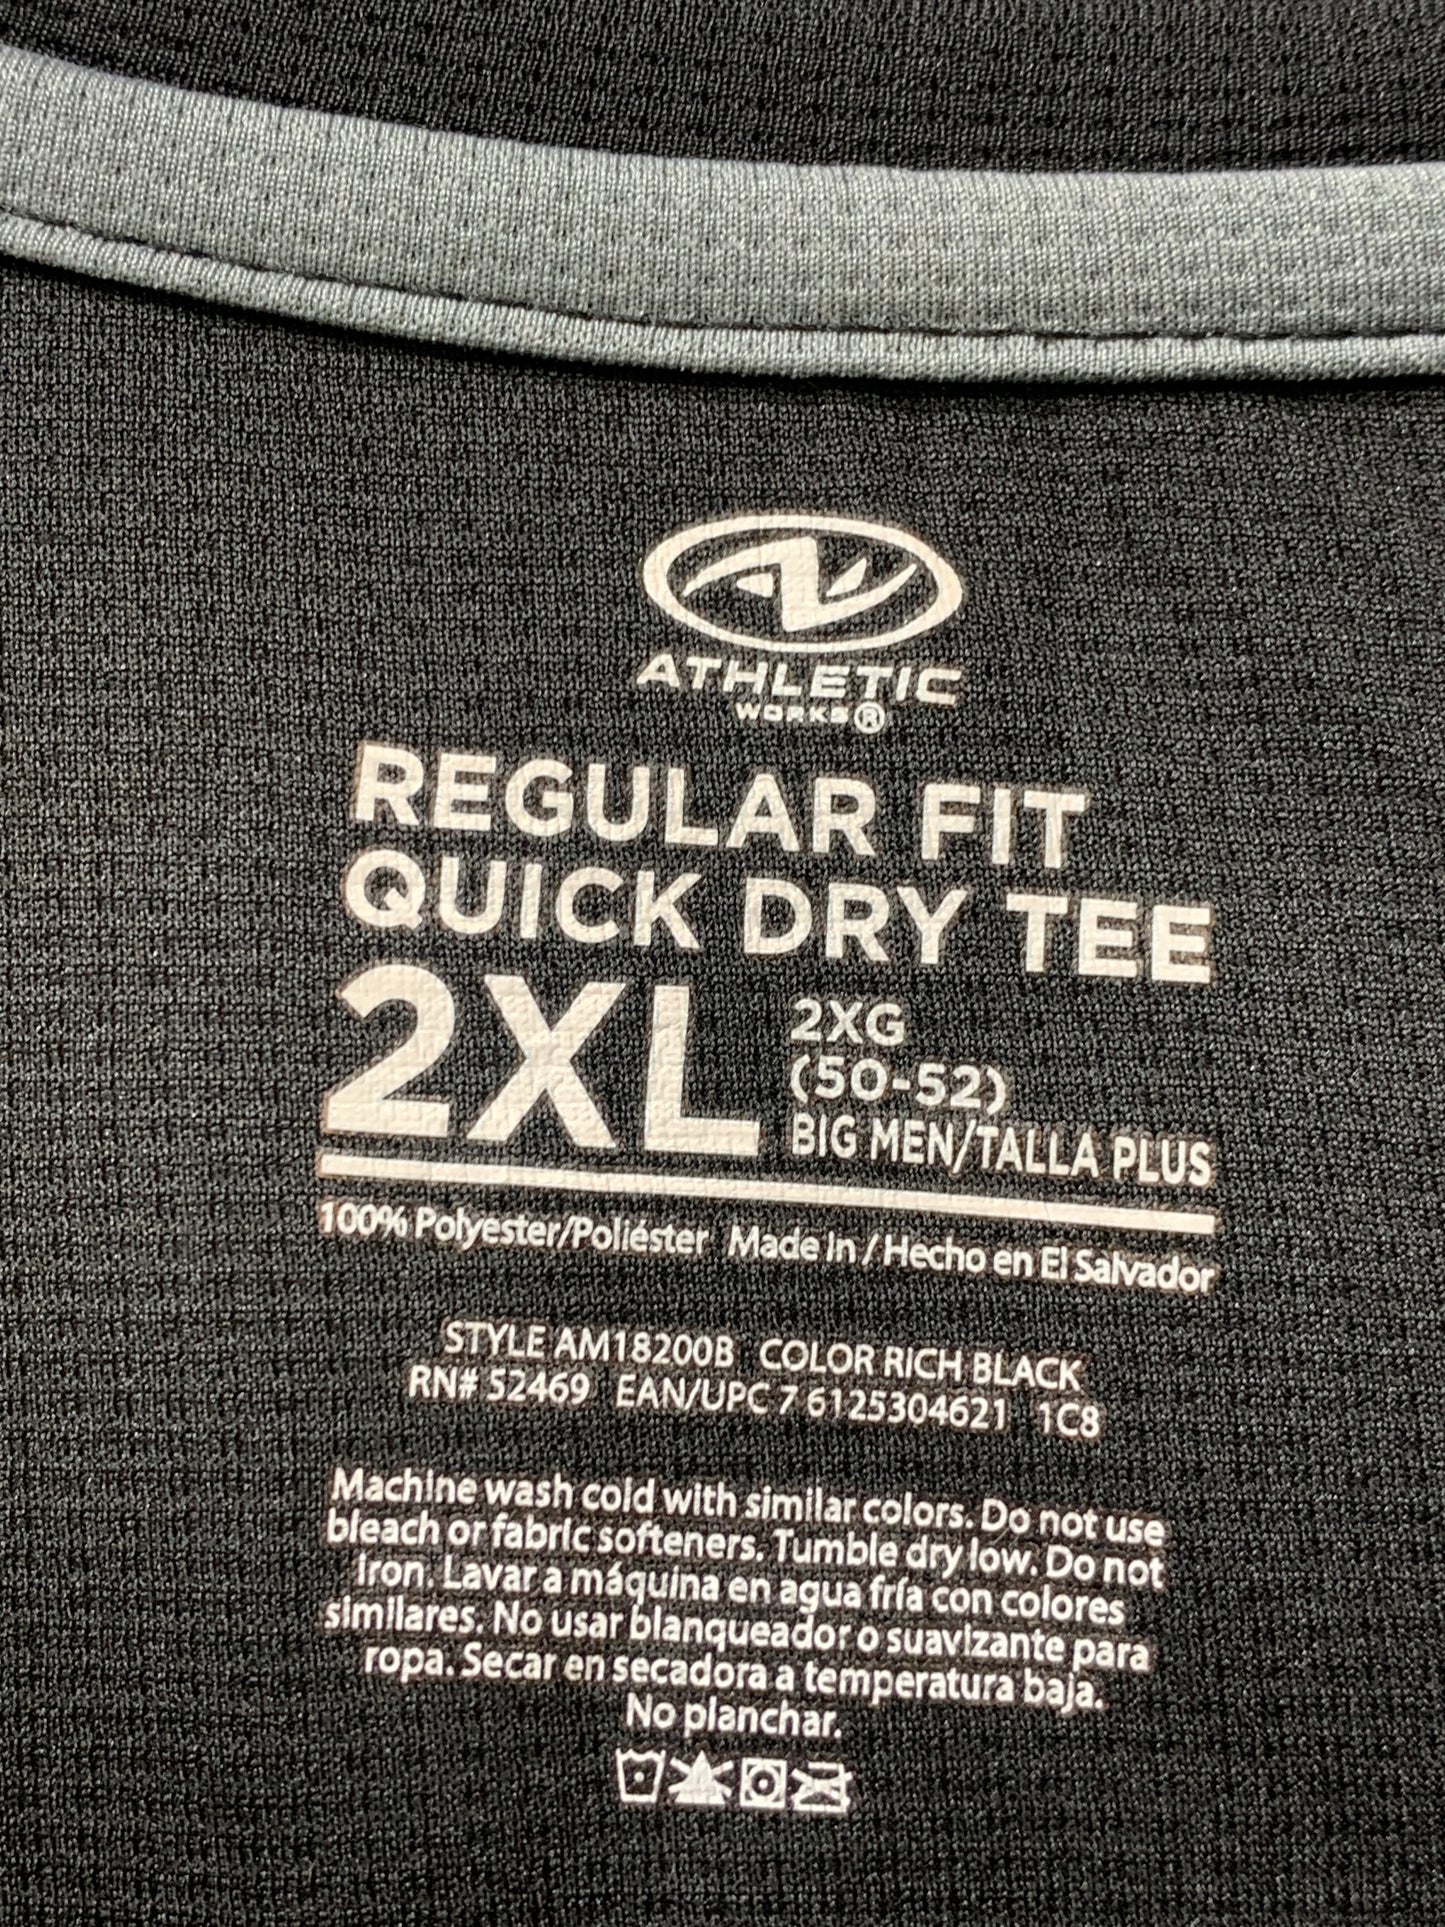 ATHLETIC
WORKS®
REGULAR FIT
QUICK DRY TEE
2XL
2XG
(50-52)
BIG MEN/TALLA PLUS
100% Polyester/Poliéster Made In / Hecho en El Salvador
STYLE AM18200B COLOR RICH BLACK
RN# 52469 EAN/UPC 7 6125304621 1C8
Machine wash cold with similar colors. Do not use
bleach or fabric softeners. Tumble dry low. Do not
Iron. Lavar a máquina en agua fría con colores
similares. No usar blanqueador o suavizante para
ropa. Secar en secadora a temperatura baja.
No planchar.